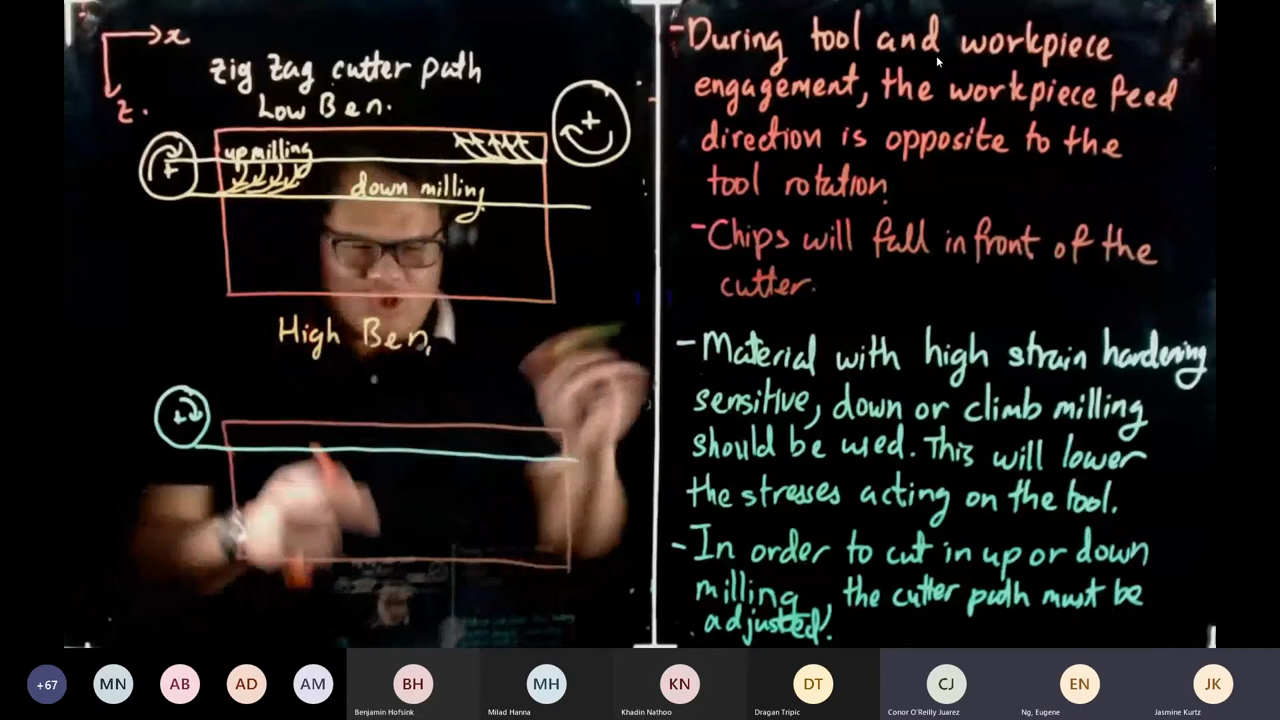 x
z.
zig zag cutter path
Low Ben.
up milling
down milling
High Ben,
-During tool and workpiece
engagement, the workpiece feed
direction is opposite to the
tool rotation.
-Chips will fall in front of the
cutter.
-Material with high strain hardening
sensitive, down or climb milling
should be used. This will lower
the stresses acting on the tool.
-In order to cut in up or down
milling, the cutter path must be
adjusted!
+67
MN
AB
AD
AM
BH
MH
KN
DT
CJ
EN
JK
Benjamin Hofsink
Milad Hanna
Khadin Nathoo
Dragan Tripic
Conor O'Reilly Juarez
Ng, Eugene
Jasmine Kurtz